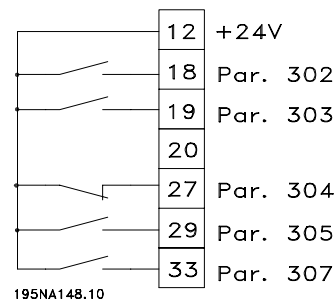 12 +24V
18 Par. 302
19 Par. 303
20
27 Par. 304
29 Par. 305
33 Par. 307
195NA148.10